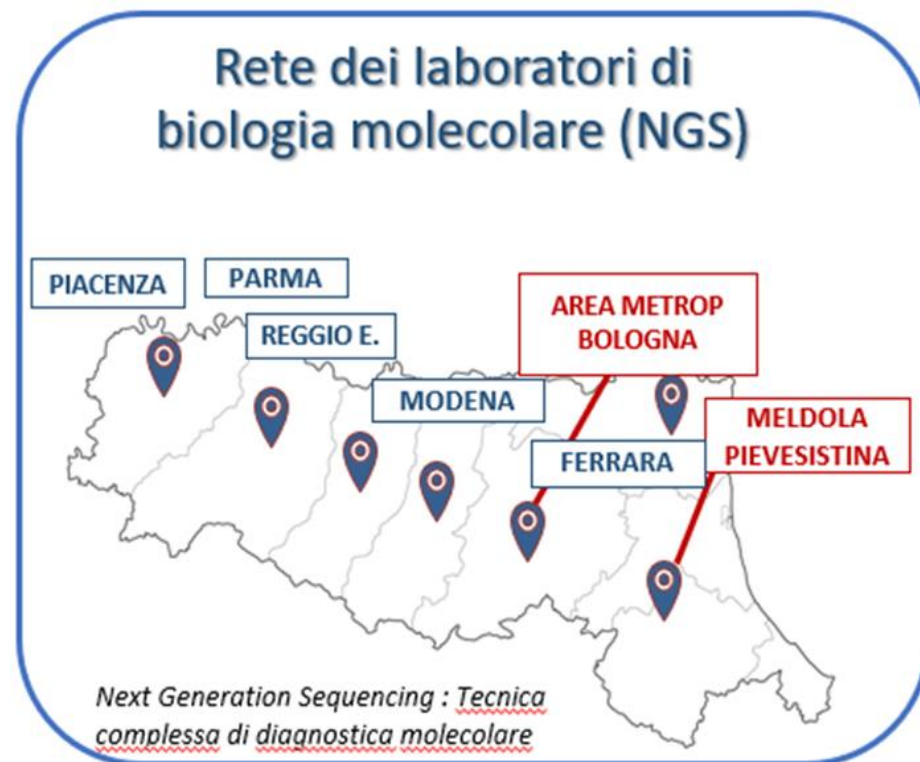 Rete dei laboratori di
biologia molecolare (NGS)
PIACENZA
PARMA
REGGIO E.
AREA METROP
BOLOGNA
MODENA
MELDOLA
PIEVESISTINA
FERRARA
Next Generation Sequencing : Tecnica
complessa di diagnostica molecolare